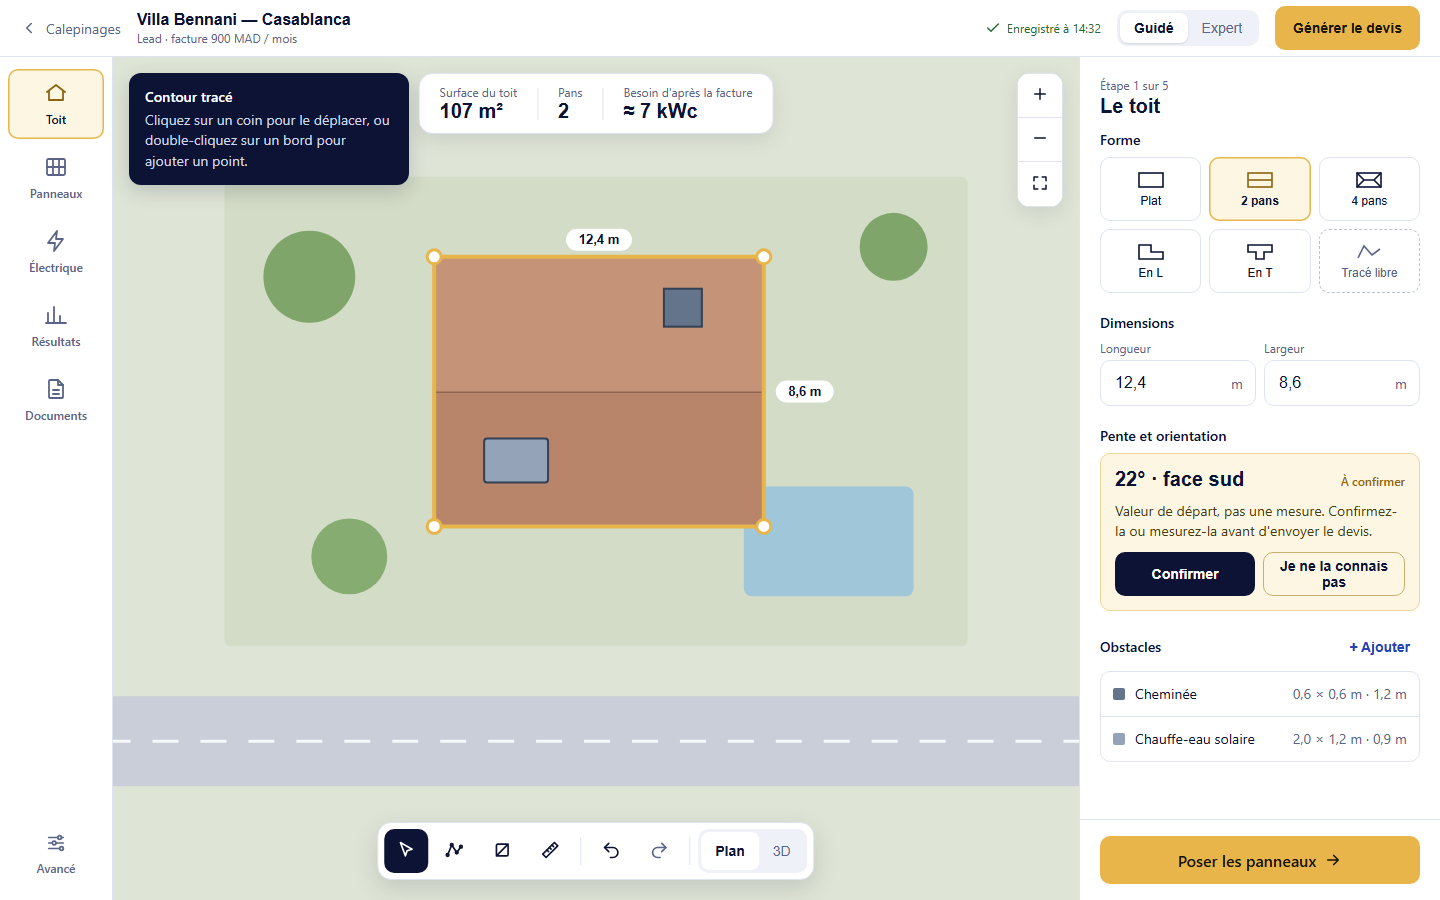 Calepinages
Villa Bennani — Casablanca
Lead · facture 900 MAD / mois
Enregistré à 14:32
Guidé
Expert
Générer le devis
Toit
Panneaux
Électrique
Résultats
Documents
Avancé
Contour tracé
Cliquez sur un coin pour le déplacer, ou
double-cliquez sur un bord pour
ajouter un point.
Surface du toit
107 m²
Pans
2
Besoin d'après la facture
≈ 7 kWc
12,4 m
8,6 m
Plan
3D
Étape 1 sur 5
Le toit
Forme
Plat
2 pans
4 pans
En L
En T
Tracé libre
Dimensions
Longueur
Largeur
12,4 m
8,6 m
Pente et orientation
22° · face sud
À confirmer
Valeur de départ, pas une mesure. Confirmez-
la ou mesurez-la avant d'envoyer le devis.
Confirmer
Je ne la connais
pas
Obstacles
+ Ajouter
Cheminée
0,6 × 0,6 m · 1,2 m
Chauffe-eau solaire
2,0 × 1,2 m · 0,9 m
Poser les panneaux →